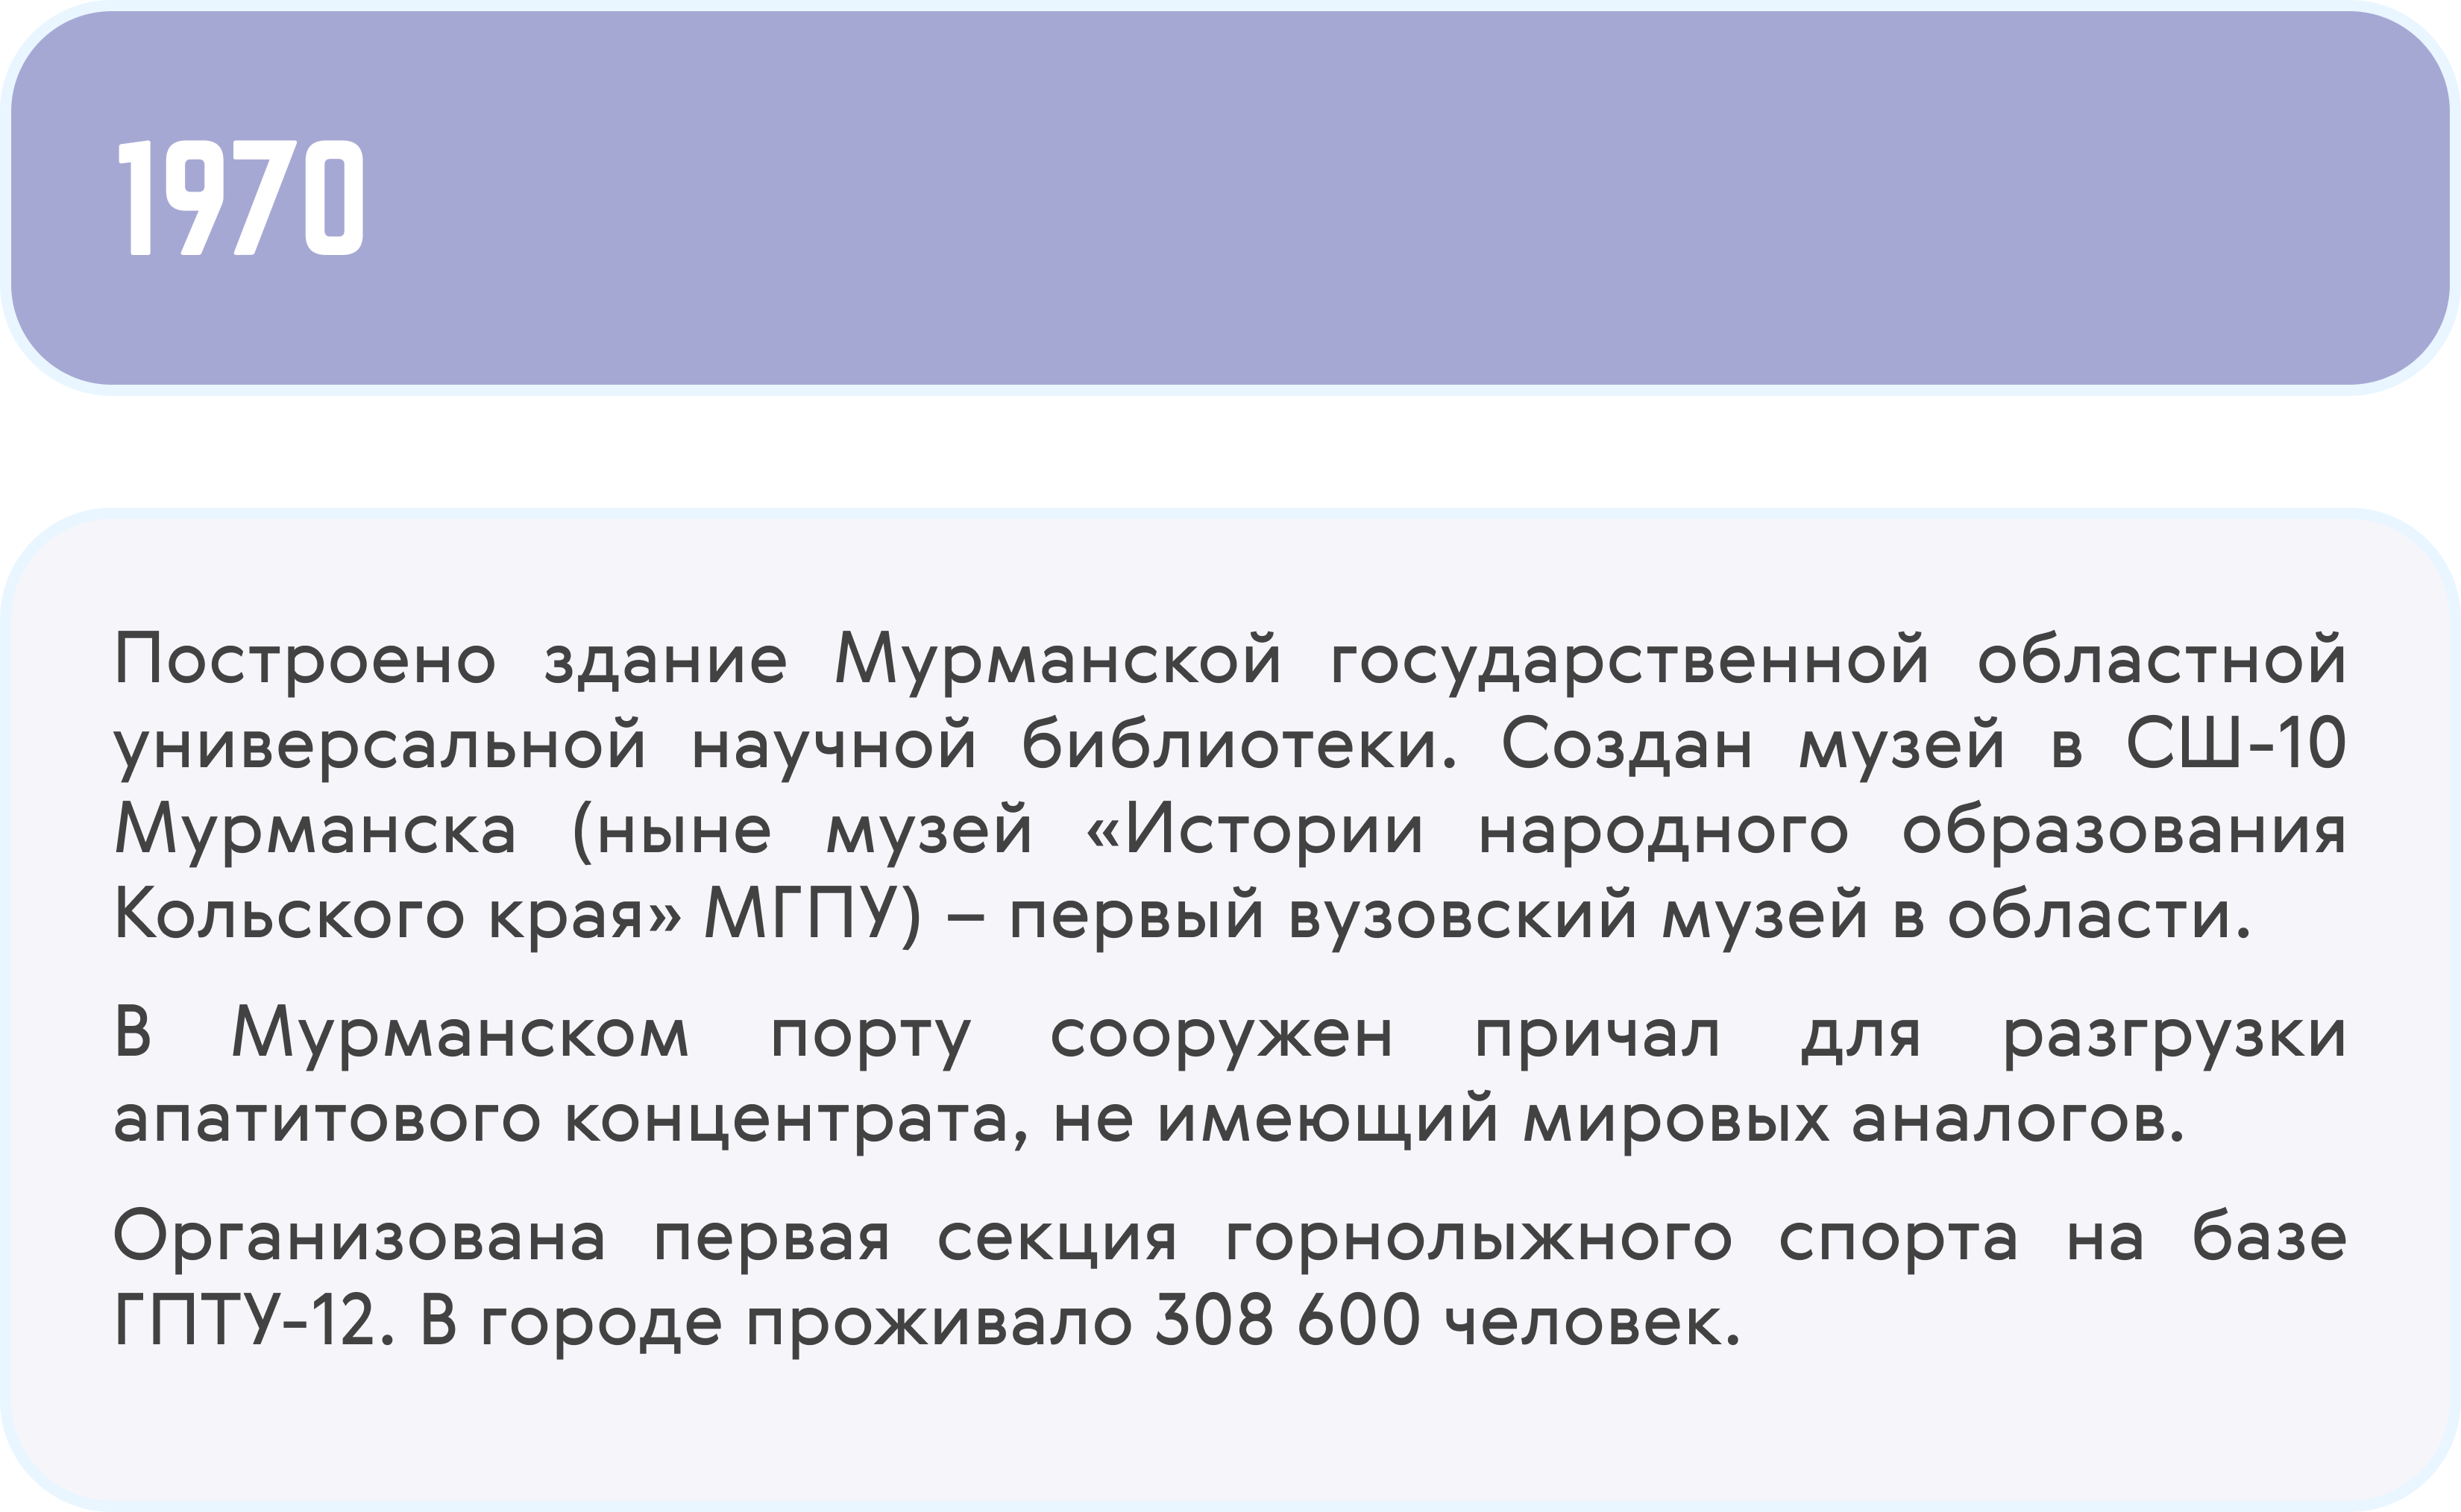 1970
Построено здание Мурманской государственной областной
универсальной научной библиотеки. Создан музей в СШ-10
Мурманска (ныне музей «Истории народного образования
Кольского края» МГПУ) – первый вузовский музей в области.
В Мурманском порту сооружен причал для разгрузки
апатитового концентрата, не имеющий мировых аналогов.
Организована первая секция горнолыжного спорта на базе
ГПТУ-12. В городе проживало 308 600 человек.